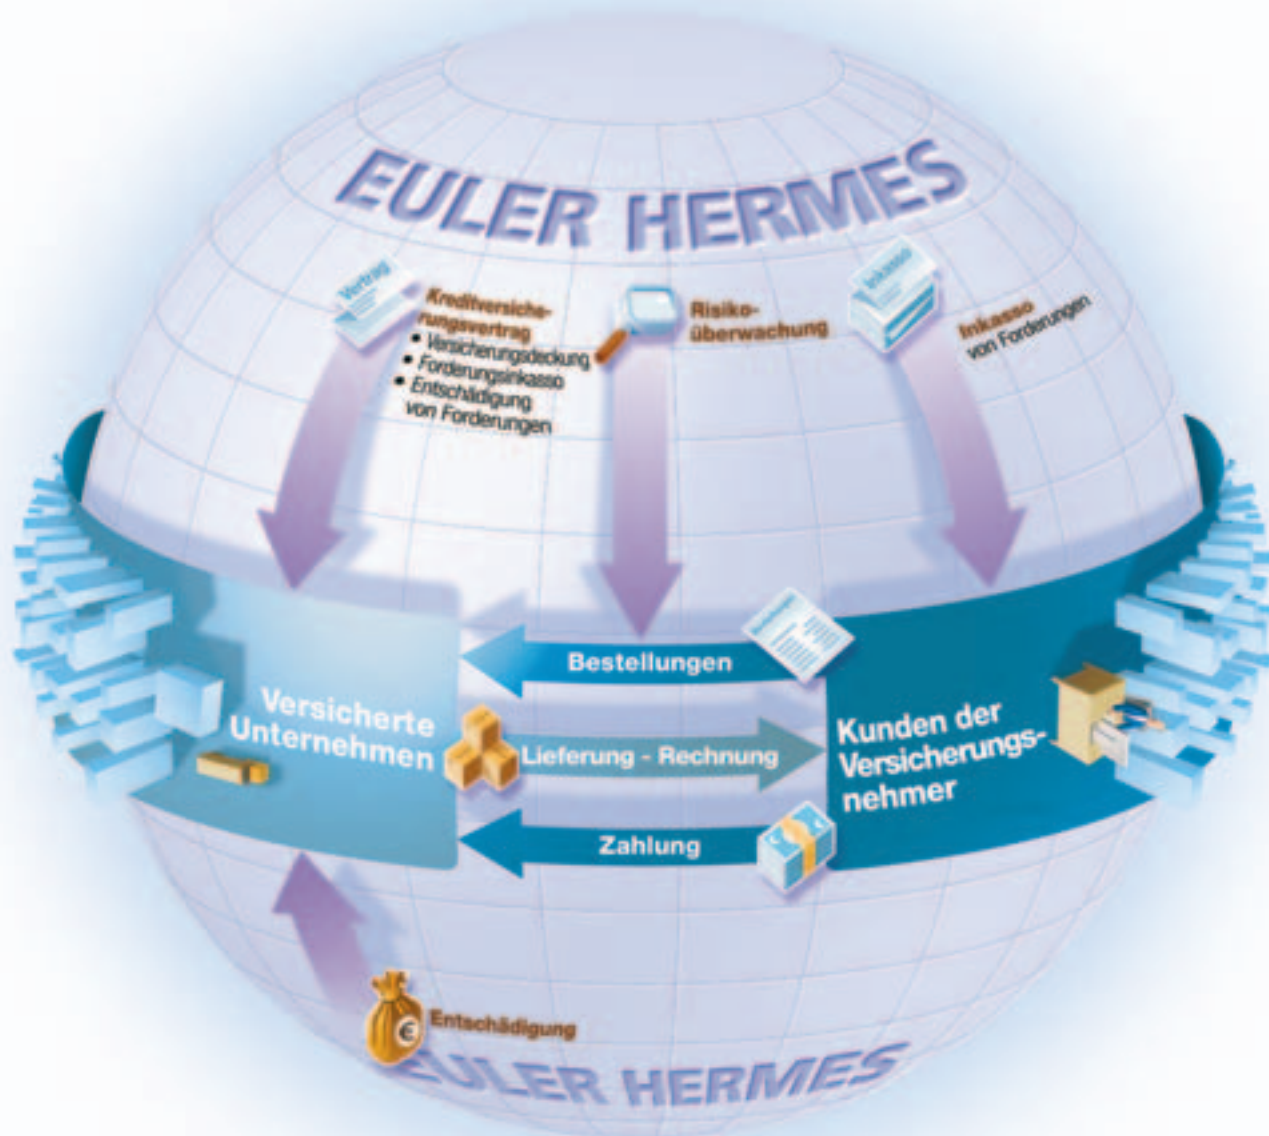 EULER HERMES
Vertrag
Kreditversiche-
rungsvertrag
• Versicherungsdeckung
• Forderungsinkasso
• Entschädigung
von Forderungen
Risiko-
überwachung
Inkasso
Inkasso
von Forderungen
Bestellungen
Versicherte
Unternehmen
Lieferung - Rechnung
Kunden der
Versicherungs-
nehmer
Zahlung
€
Entschädigung
EULER HERMES